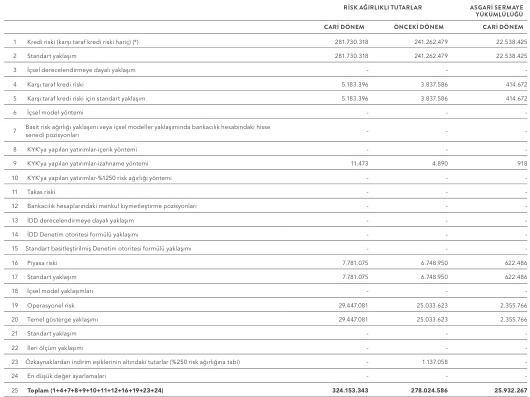 RİSK AĞIRLIKLI TUTARLAR ASGARİ SERMAYE
YÜKÜMLÜLÜĞÜ
CARİ DÖNEM ÖNCEKİ DÖNEM CARİ DÖNEM
1 Kredi riski (karşı taraf kredi riski hariç) (*) 281.730.318 241.262.479 22.538.425
2 Standart yaklaşım 281.730.318 241.262.479 22.538.425
3 İçsel derecelendirmeye dayalı yaklaşım - - -
4 Karşı taraf kredi riski 5.183.396 3.837.586 414.672
5 Karşı taraf kredi riski için standart yaklaşım 5.183.396 3.837.586 414.672
6 İçsel model yöntemi - - -
7 Basit risk ağırlığı yaklaşımı veya içsel modeller yaklaşımında bankacılık hesabındaki hisse
senedi pozisyonları - - -
8 KYK'ya yapılan yatırımlar-içerik yöntemi - - -
9 KYK'ya yapılan yatırımlar-izahname yöntemi 11.473 4.890 918
10 KYK'ya yapılan yatırımlar-%1250 risk ağırlığı yöntemi - - -
11 Takas riski - - -
12 Bankacılık hesaplarındaki menkul kıymetleştirme pozisyonları - - -
13 İDD derecelendirmeye dayalı yaklaşım - - -
14 İDD Denetim otoritesi formülü yaklaşımı - - -
15 Standart basitleştirilmiş Denetim otoritesi formülü yaklaşımı - - -
16 Piyasa riski 7.781.075 6.748.950 622.486
17 Standart yaklaşım 7.781.075 6.748.950 622.486
18 İçsel model yaklaşımları - - -
19 Operasyonel risk 29.447.081 25.033.623 2.355.766
20 Temel gösterge yaklaşımı 29.447.081 25.033.623 2.355.766
21 Standart yaklaşım - - -
22 İleri ölçüm yaklaşımı - - -
23 Özkaynaklardan indirim eşiklerinin altındaki tutarlar (%250 risk ağırlığına tabi) - 1.137.058 -
24 En düşük değer ayarlamaları - - -
25 Toplam (1+4+7+8+9+10+11+12+16+19+23+24) 324.153.343 278.024.586 25.932.267